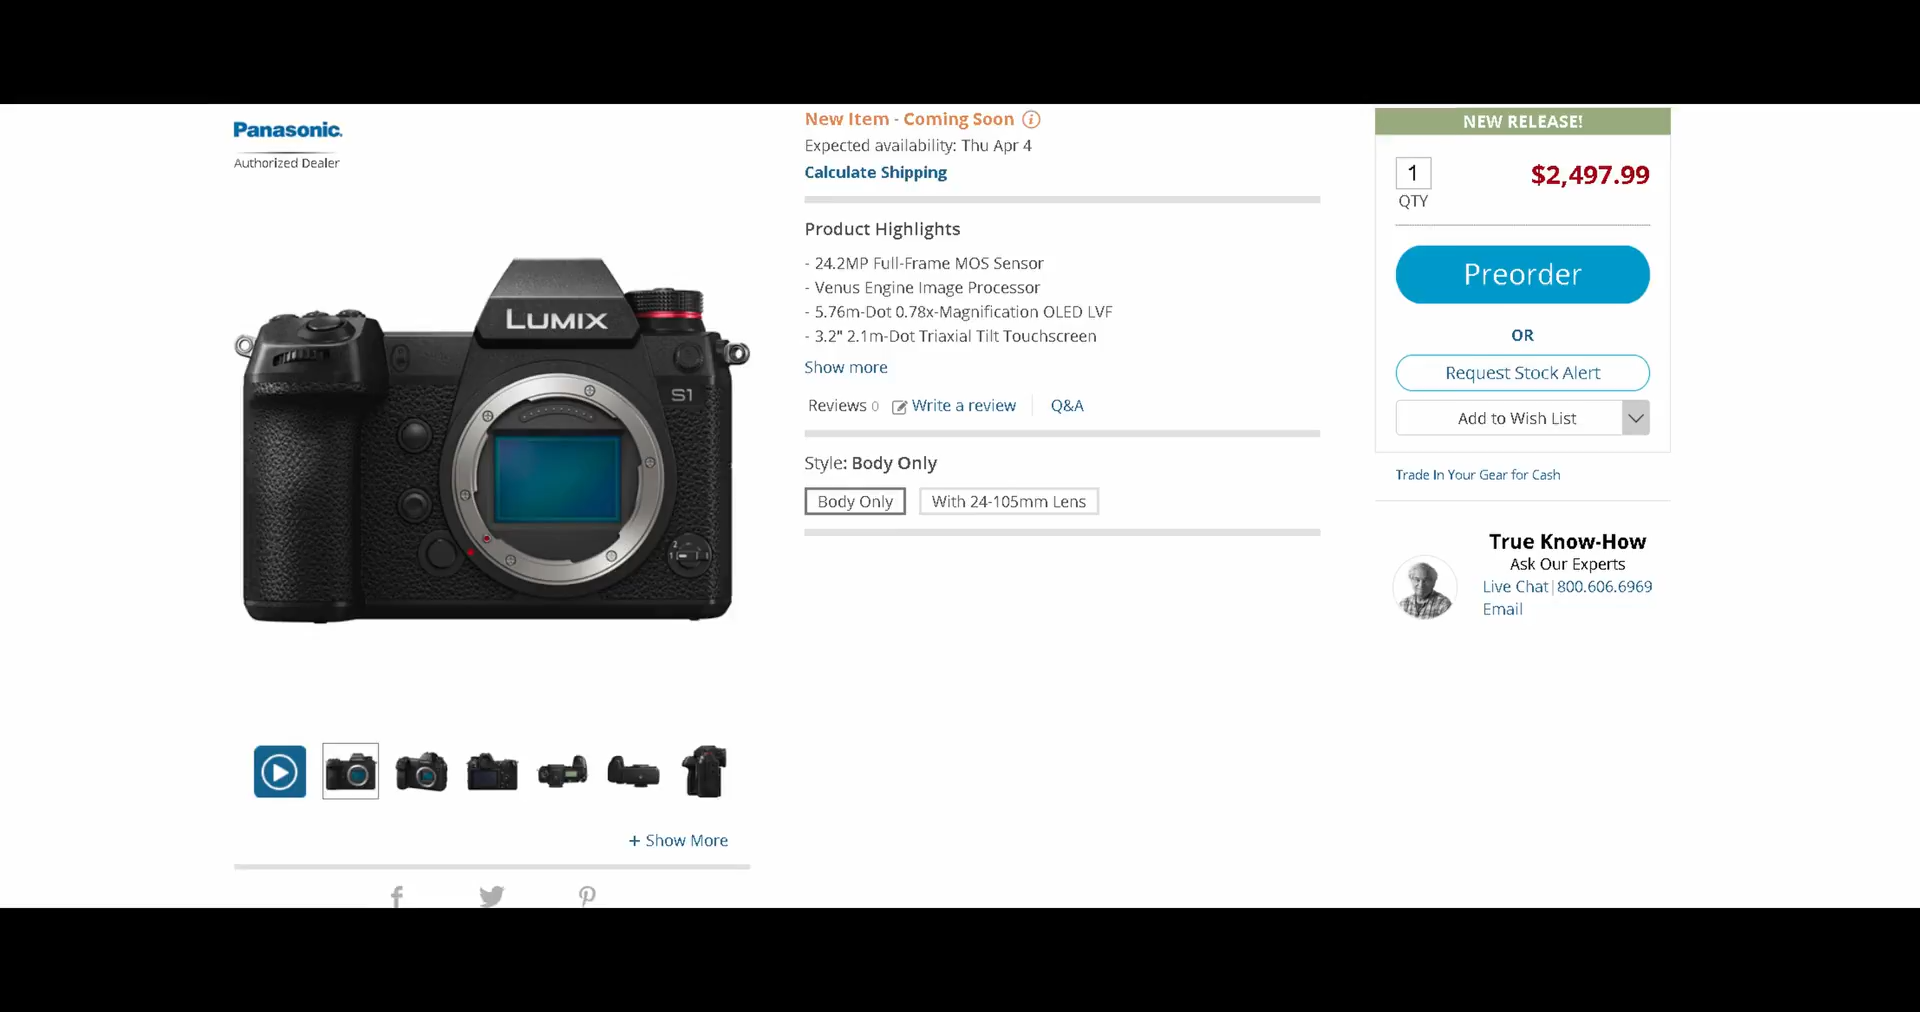 Panasonic
Authorized Dealer
LUMIX
S1
+ Show More
New Item - Coming Soon
Expected availability: Thu Apr 4
Calculate Shipping
Product Highlights
- 24.2MP Full-Frame MOS Sensor
- Venus Engine Image Processor
- 5.76m-Dot 0.78x-Magnification OLED LVF
- 3.2" 2.1m-Dot Triaxial Tilt Touchscreen
Show more
Reviews 0 Write a review Q&A
Style: Body Only
Body Only With 24-105mm Lens
NEW RELEASE!
1 $2,497.99
QTY
Preorder
OR
Request Stock Alert
Add to Wish List
Trade In Your Gear for Cash
True Know-How
Ask Our Experts
Live Chat|800.606.6969
Email